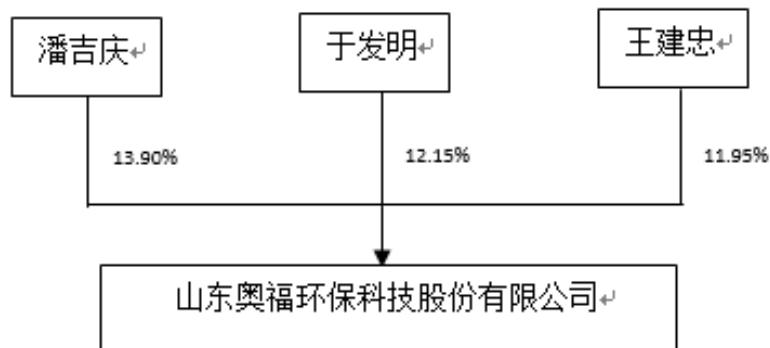 潘吉庆
于发明
王建忠
13.90%
12.15%
11.95%
山东奥福环保科技股份有限公司